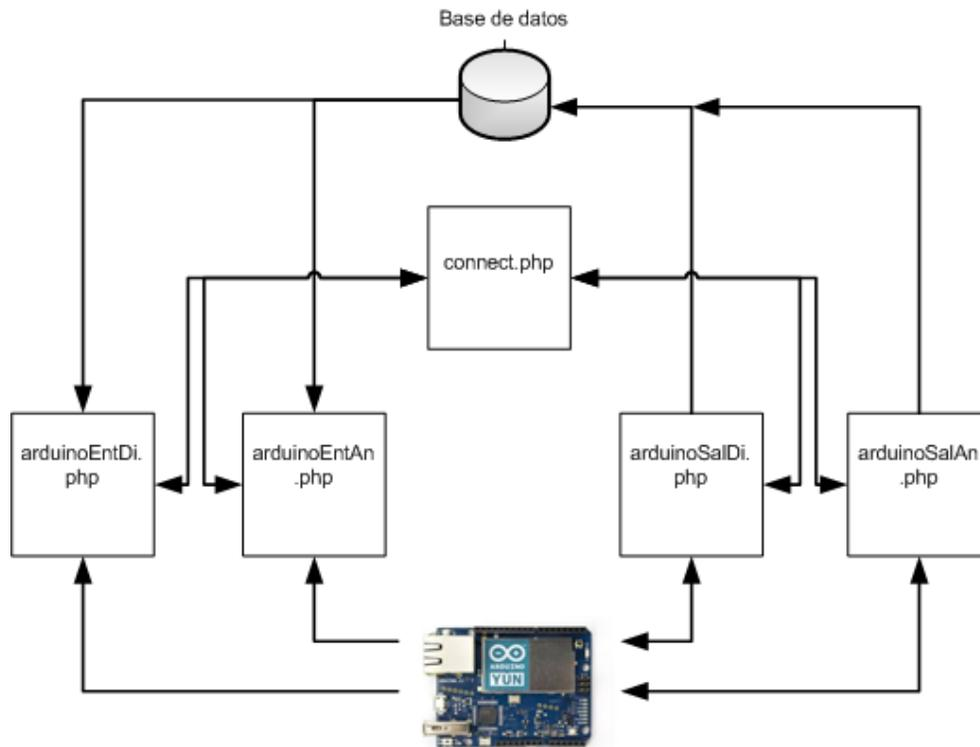 Base de datos
connect.php
arduinoEntDi.
php
arduinoEntAn
.php
arduinoSalDi.
php
arduinoSalAn
.php
ARDUINO
YUN